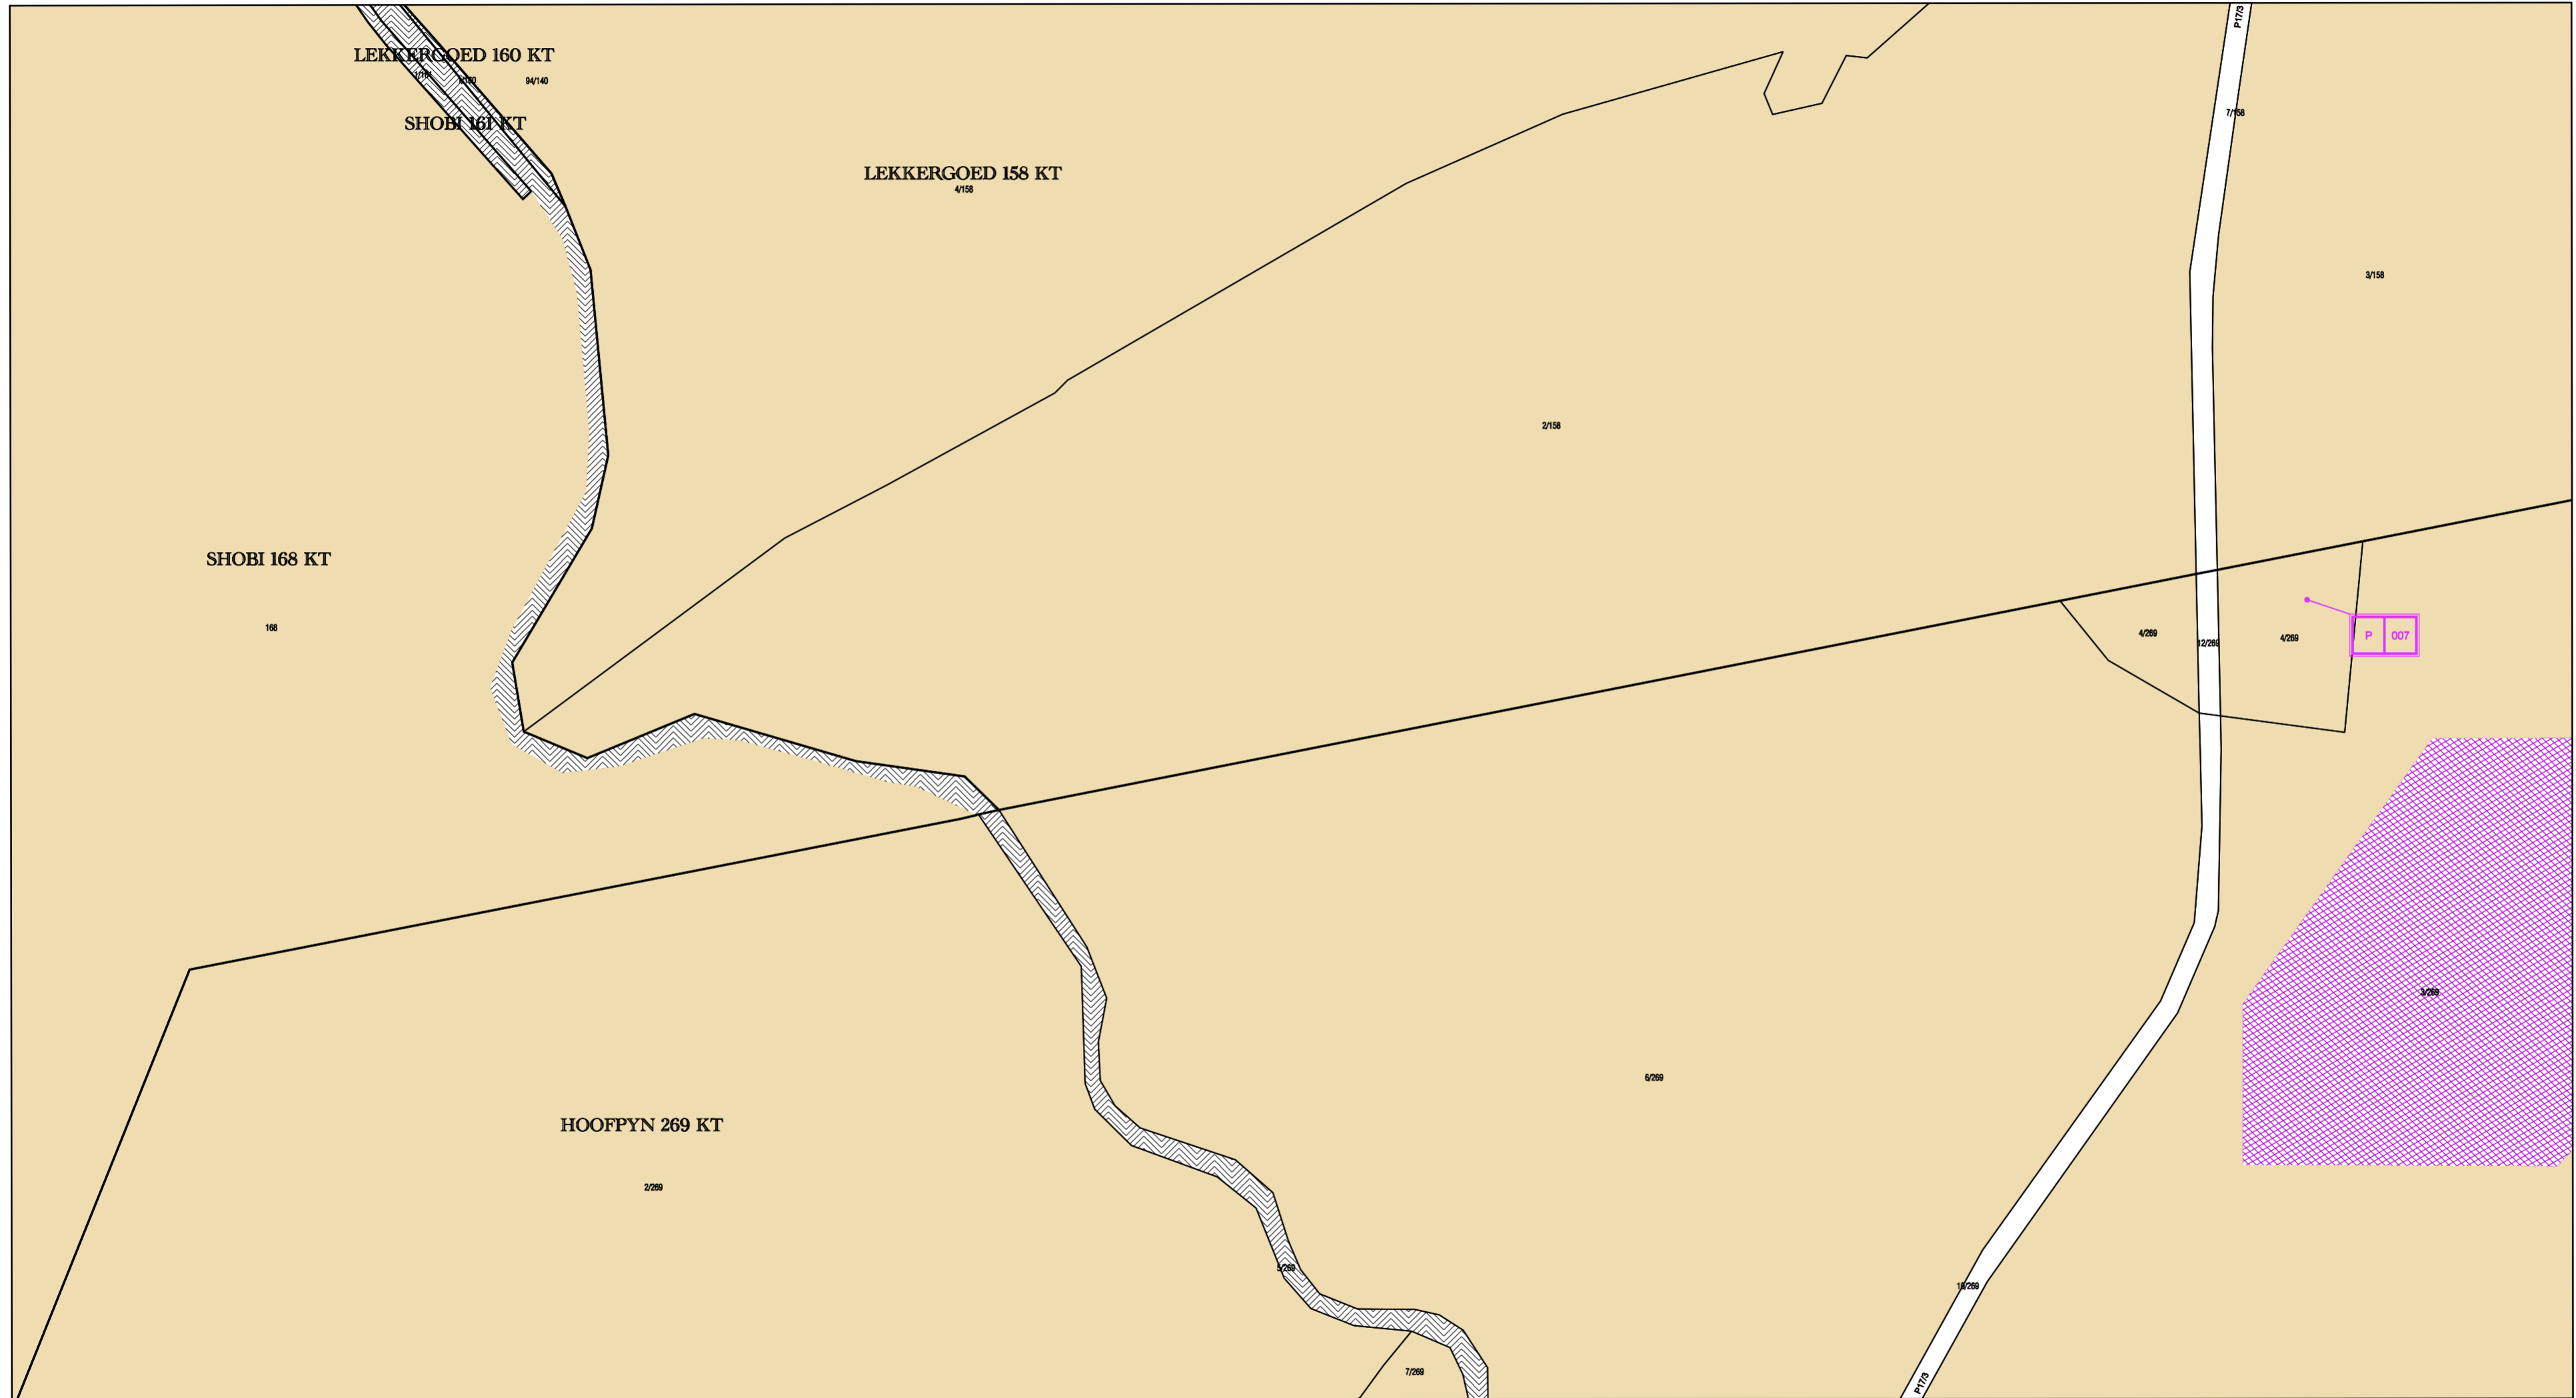 P17/3
LEKKERGOED 160 KT
1/161
94/140
7/158
SHOBI 161 KT
LEKKERGOED 158 KT
4/158
3/158
2/158
SHOBI 168 KT
168
4/269
12/269
4/269
P 007
3/269
6/269
HOOFPYN 269 KT
2/269
5/269
7/269
P17/3